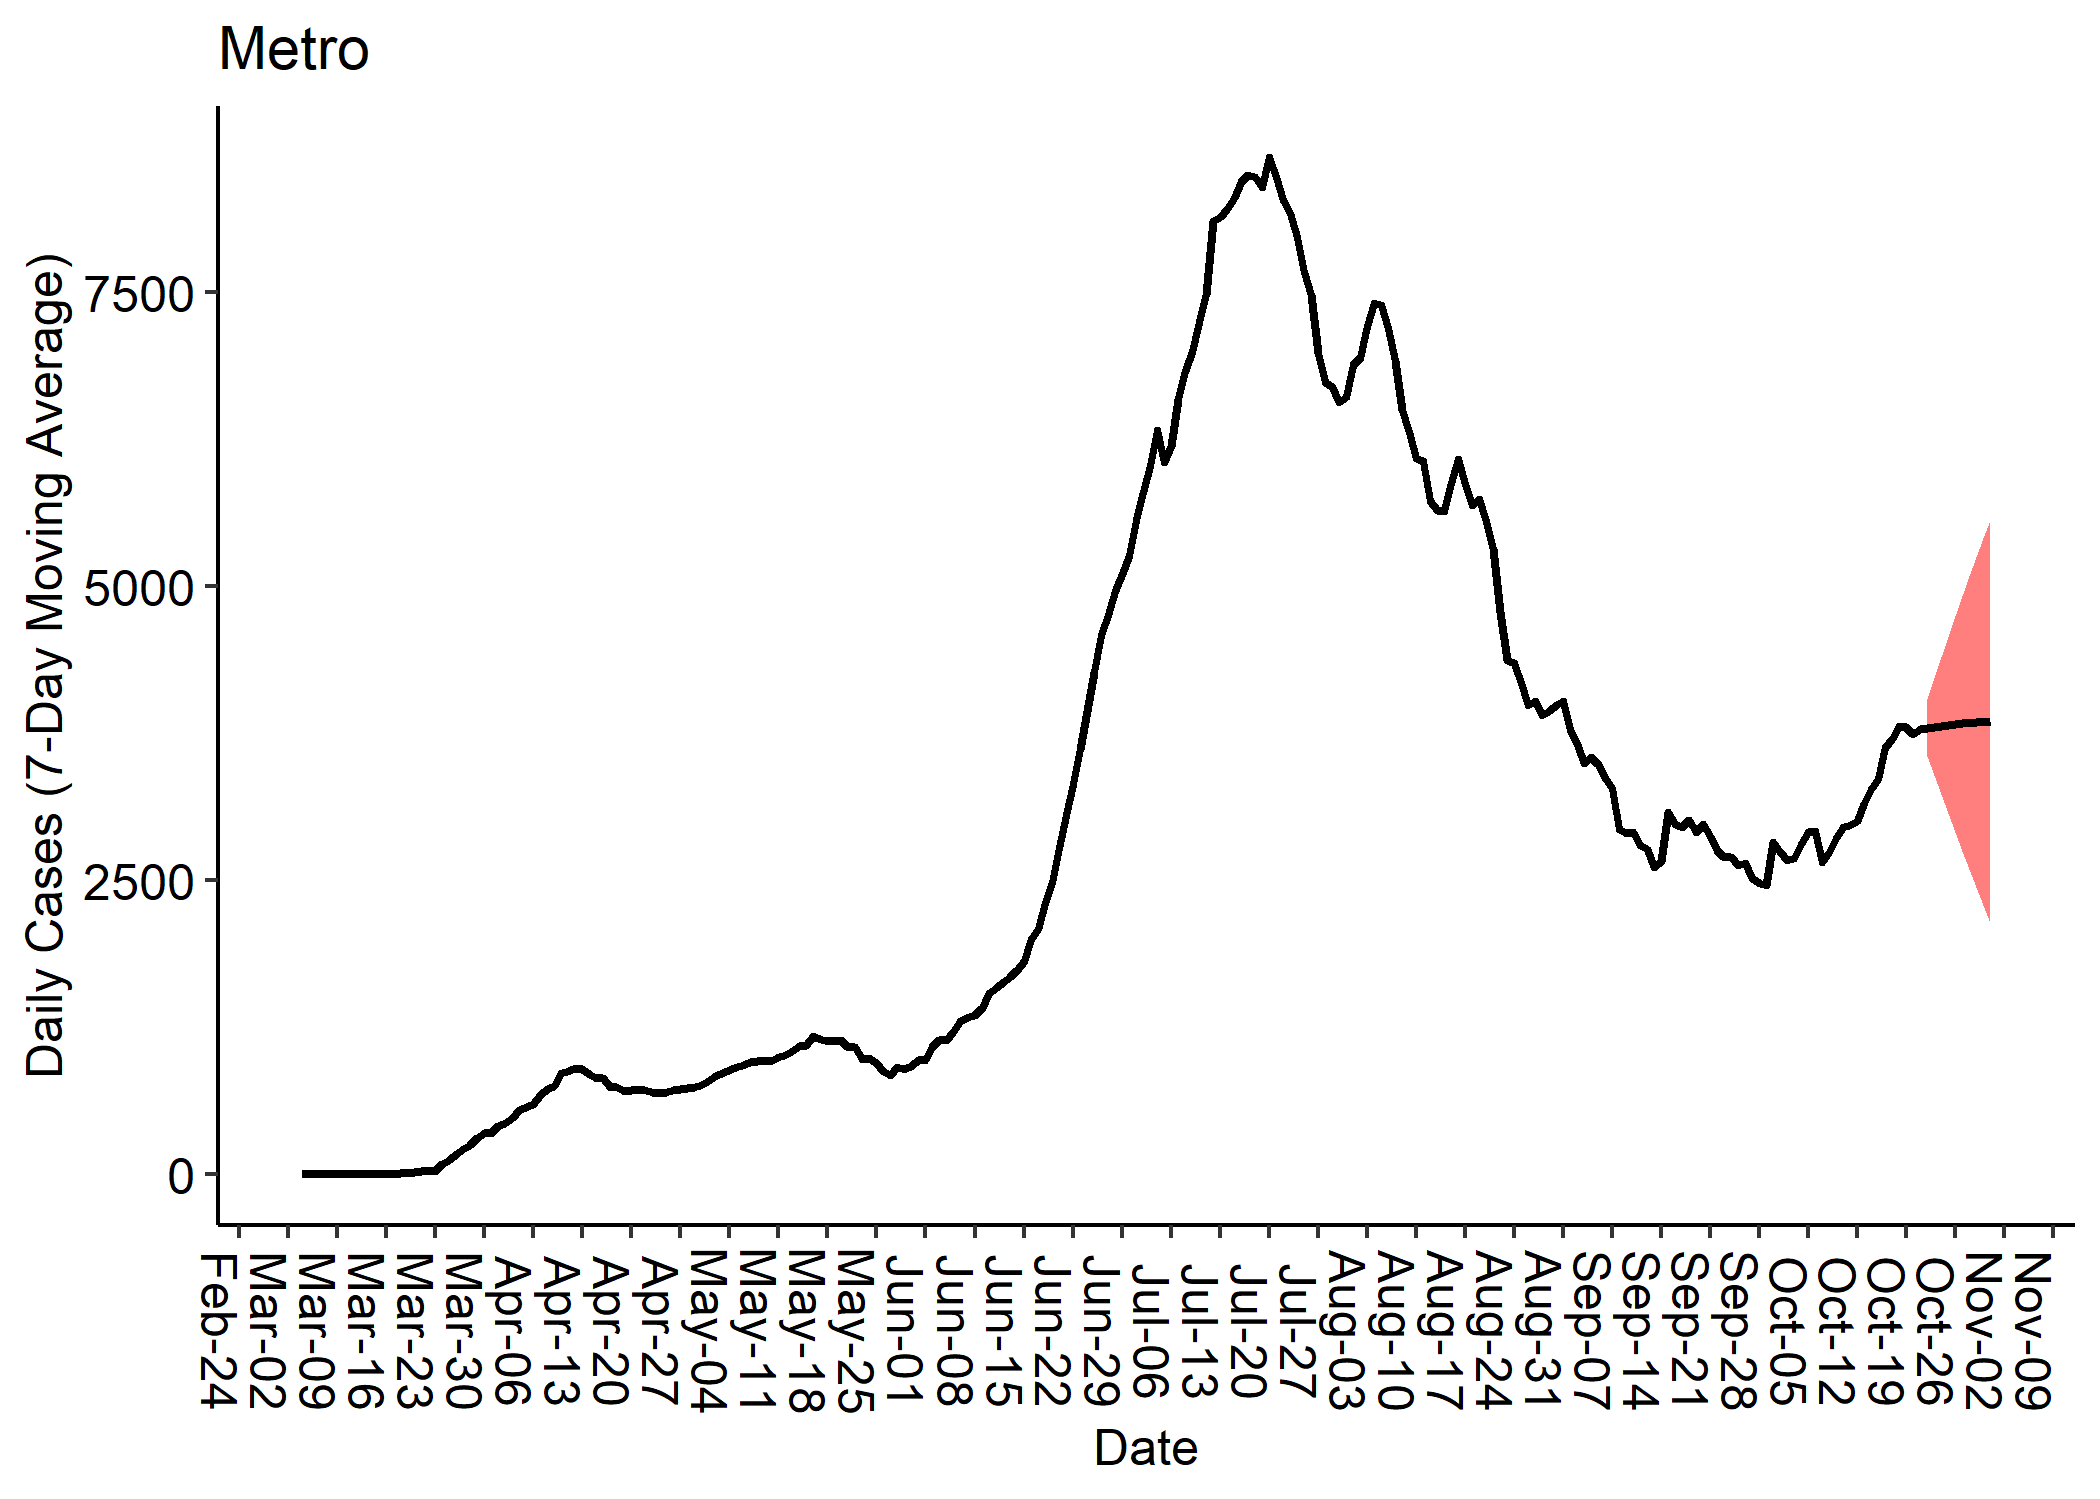 Metro
Daily Cases (7-Day Moving Average)
7500
5000
2500
0
Feb-24
Mar-02
Mar-09
Mar-16
Mar-23
Mar-30
Apr-06
Apr-13
Apr-20
Apr-27
May-04
May-11
May-18
May-25
Jun-01
Jun-08
Jun-15
Jun-22
Jun-29
Jul-06
Jul-13
Jul-20
Jul-27
Aug-03
Aug-10
Aug-17
Aug-24
Aug-31
Sep-07
Sep-14
Sep-21
Sep-28
Oct-05
Oct-12
Oct-19
Oct-26
Nov-02
Nov-09
Date